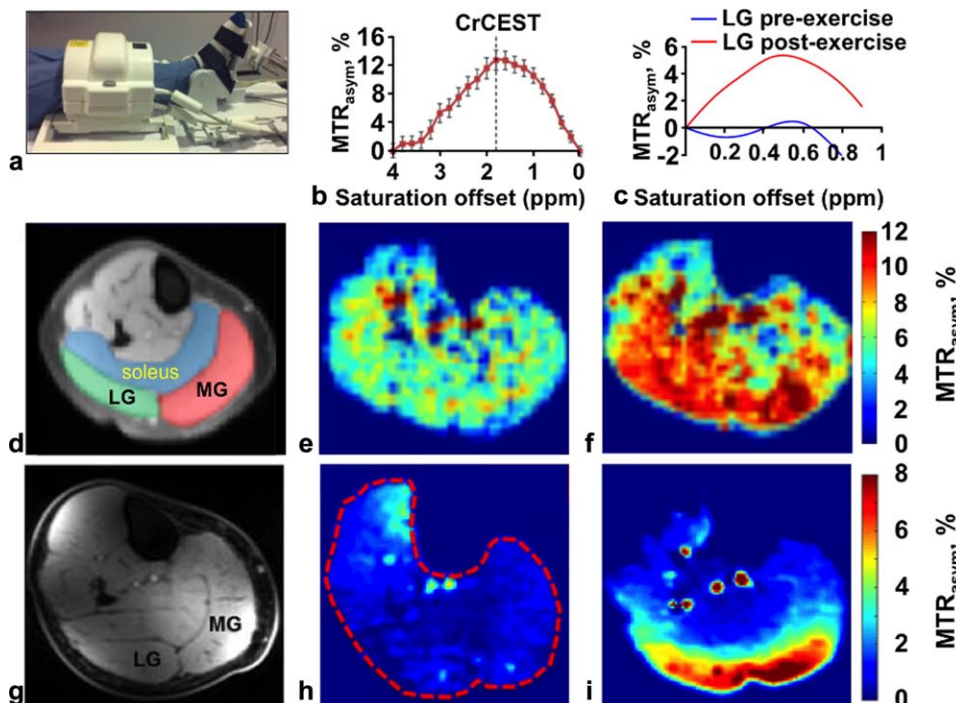 a
CrCEST
MTRasym, %
16
12
8
4
0
4
3
2
1
0
b Saturation offset (ppm)
LG pre-exercise
LG post-exercise
MTRasym, %
8
6
4
2
0
-2
0.2
0.4
0.6
0.8
1
c Saturation offset (ppm)
d
soleus
LG
MG
e
f
12
10
8
6
4
2
0
MTRasym, %
g
LG
MG
h
i
8
6
4
2
0
MTRasym, %